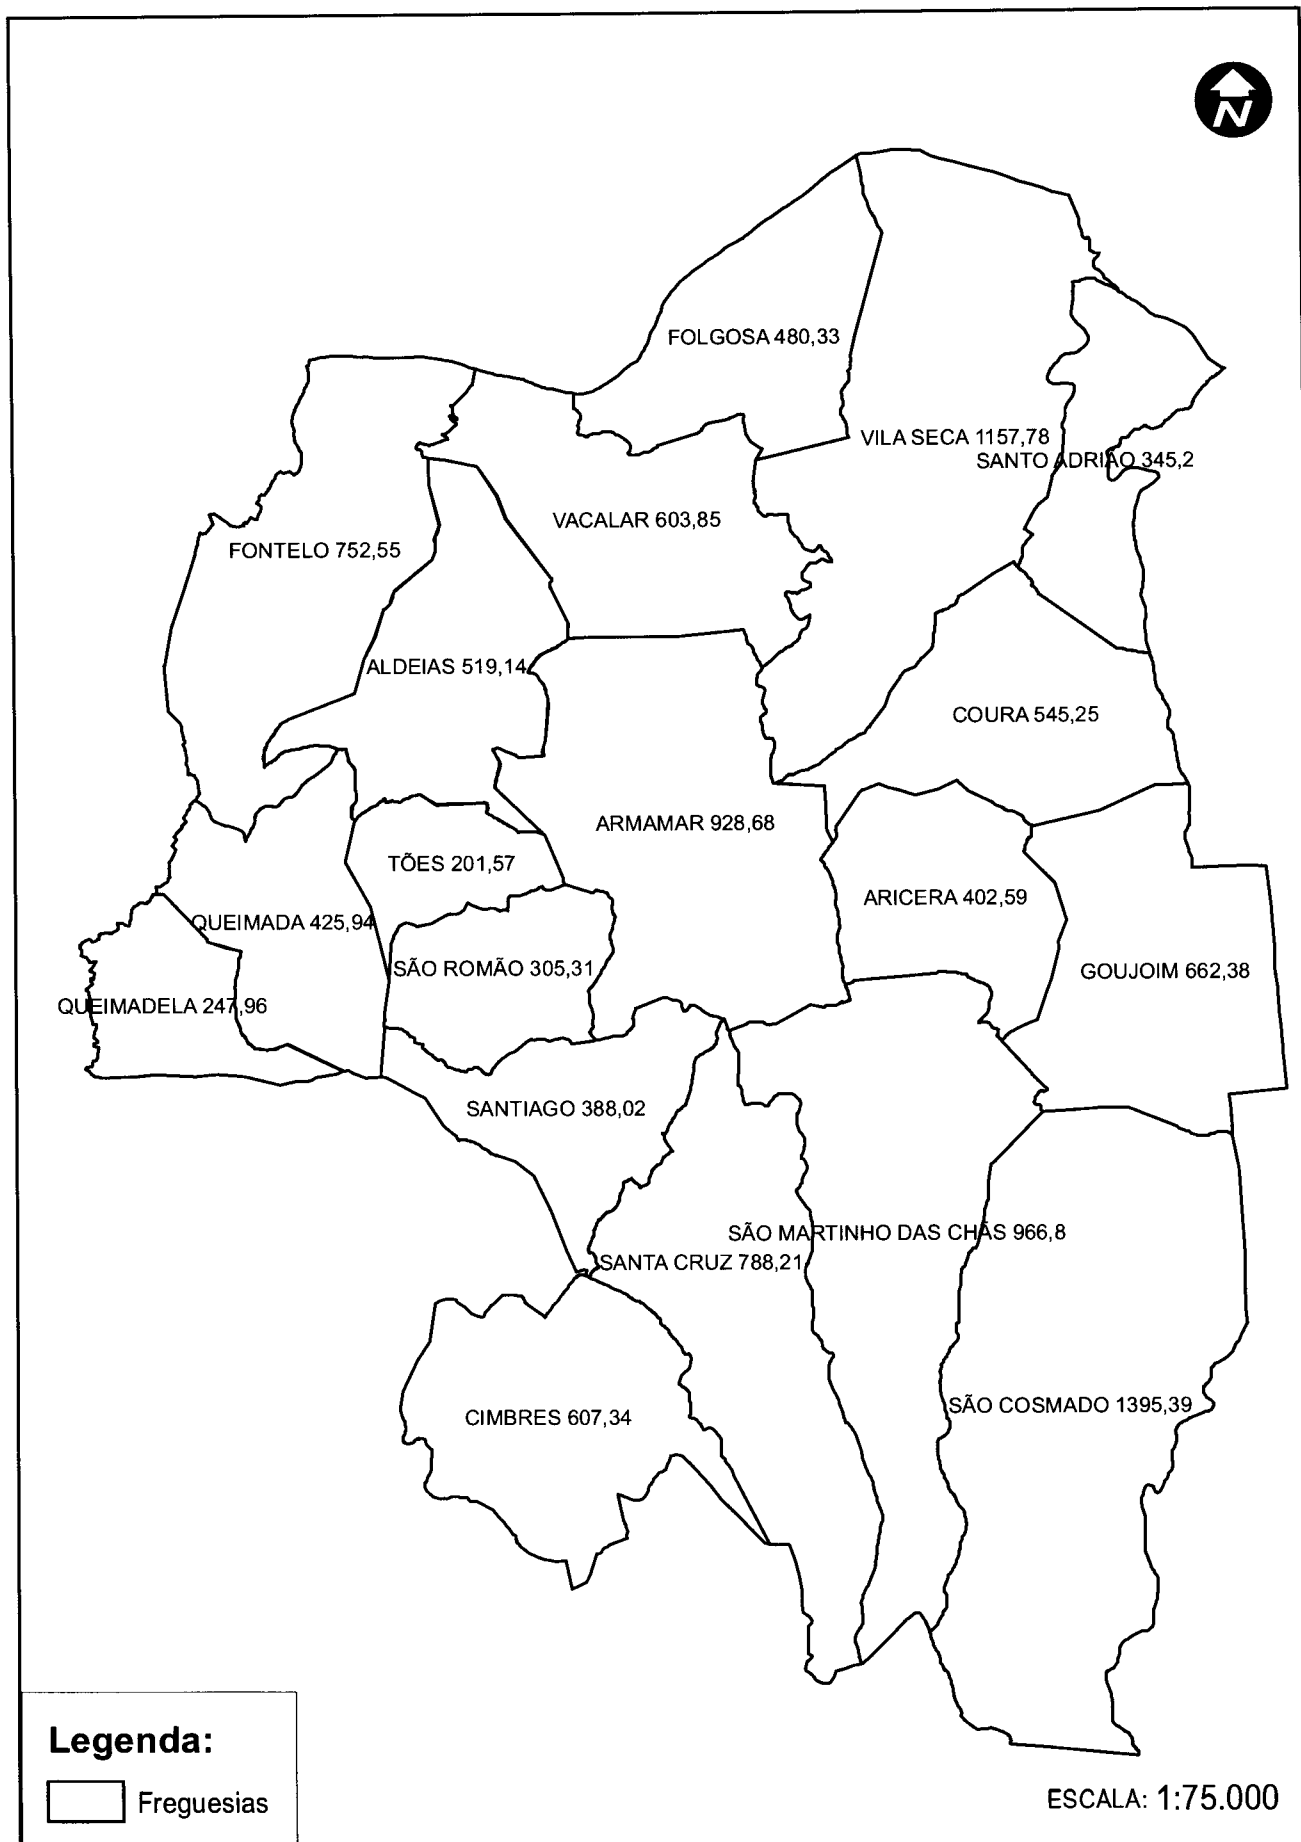 N
FOLGOSA 480,33
VILA SECA 1157,78
SANTO ADRIÃO 345,2
VACALAR 603,85
FONTELO 752,55
ALDEIAS 519,14
COURA 545,25
ARMAMAR 928,68
TÕES 201,57
ARICERA 402,59
QUEIMADA 425,94
SÃO ROMÃO 305,31
GOUJOIM 662,38
QUEIMADELA 247,96
SANTIAGO 388,02
SÃO MARTINHO DAS CHÃS 966,8
SANTA CRUZ 788,21
SÃO COSMADO 1395,39
CIMBRES 607,34
Legenda:
Freguesias
ESCALA: 1:75.000